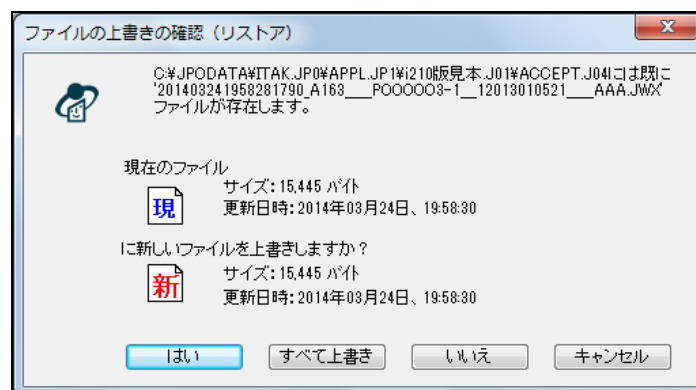 ファイルの上書きの確認（リストア）
C:¥JPODATA¥ITAK.JP0¥APPL.JP1¥i210版見本.J01¥ACCEPT.J04には既に
'201403241958281790_A163___POOOOO3-1__12013010521___AAA.JWX'
ファイルが存在します。
現在のファイル
現
サイズ: 15,445 バイト
更新日時: 2014年03月24日、19:58:30
に新しいファイルを上書きしますか？
新
サイズ: 15,445 バイト
更新日時: 2014年03月24日、19:58:30
はい
すべて上書き
いいえ
キャンセル